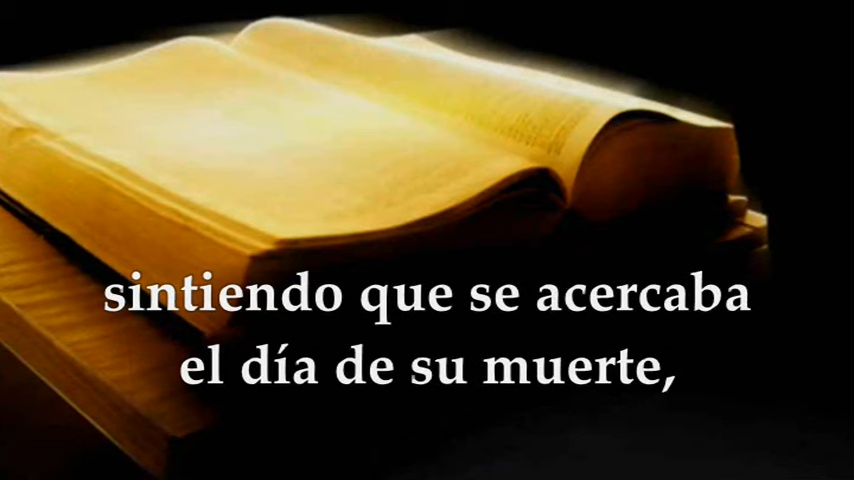 sintiendo que se acercaba
el día de su muerte,